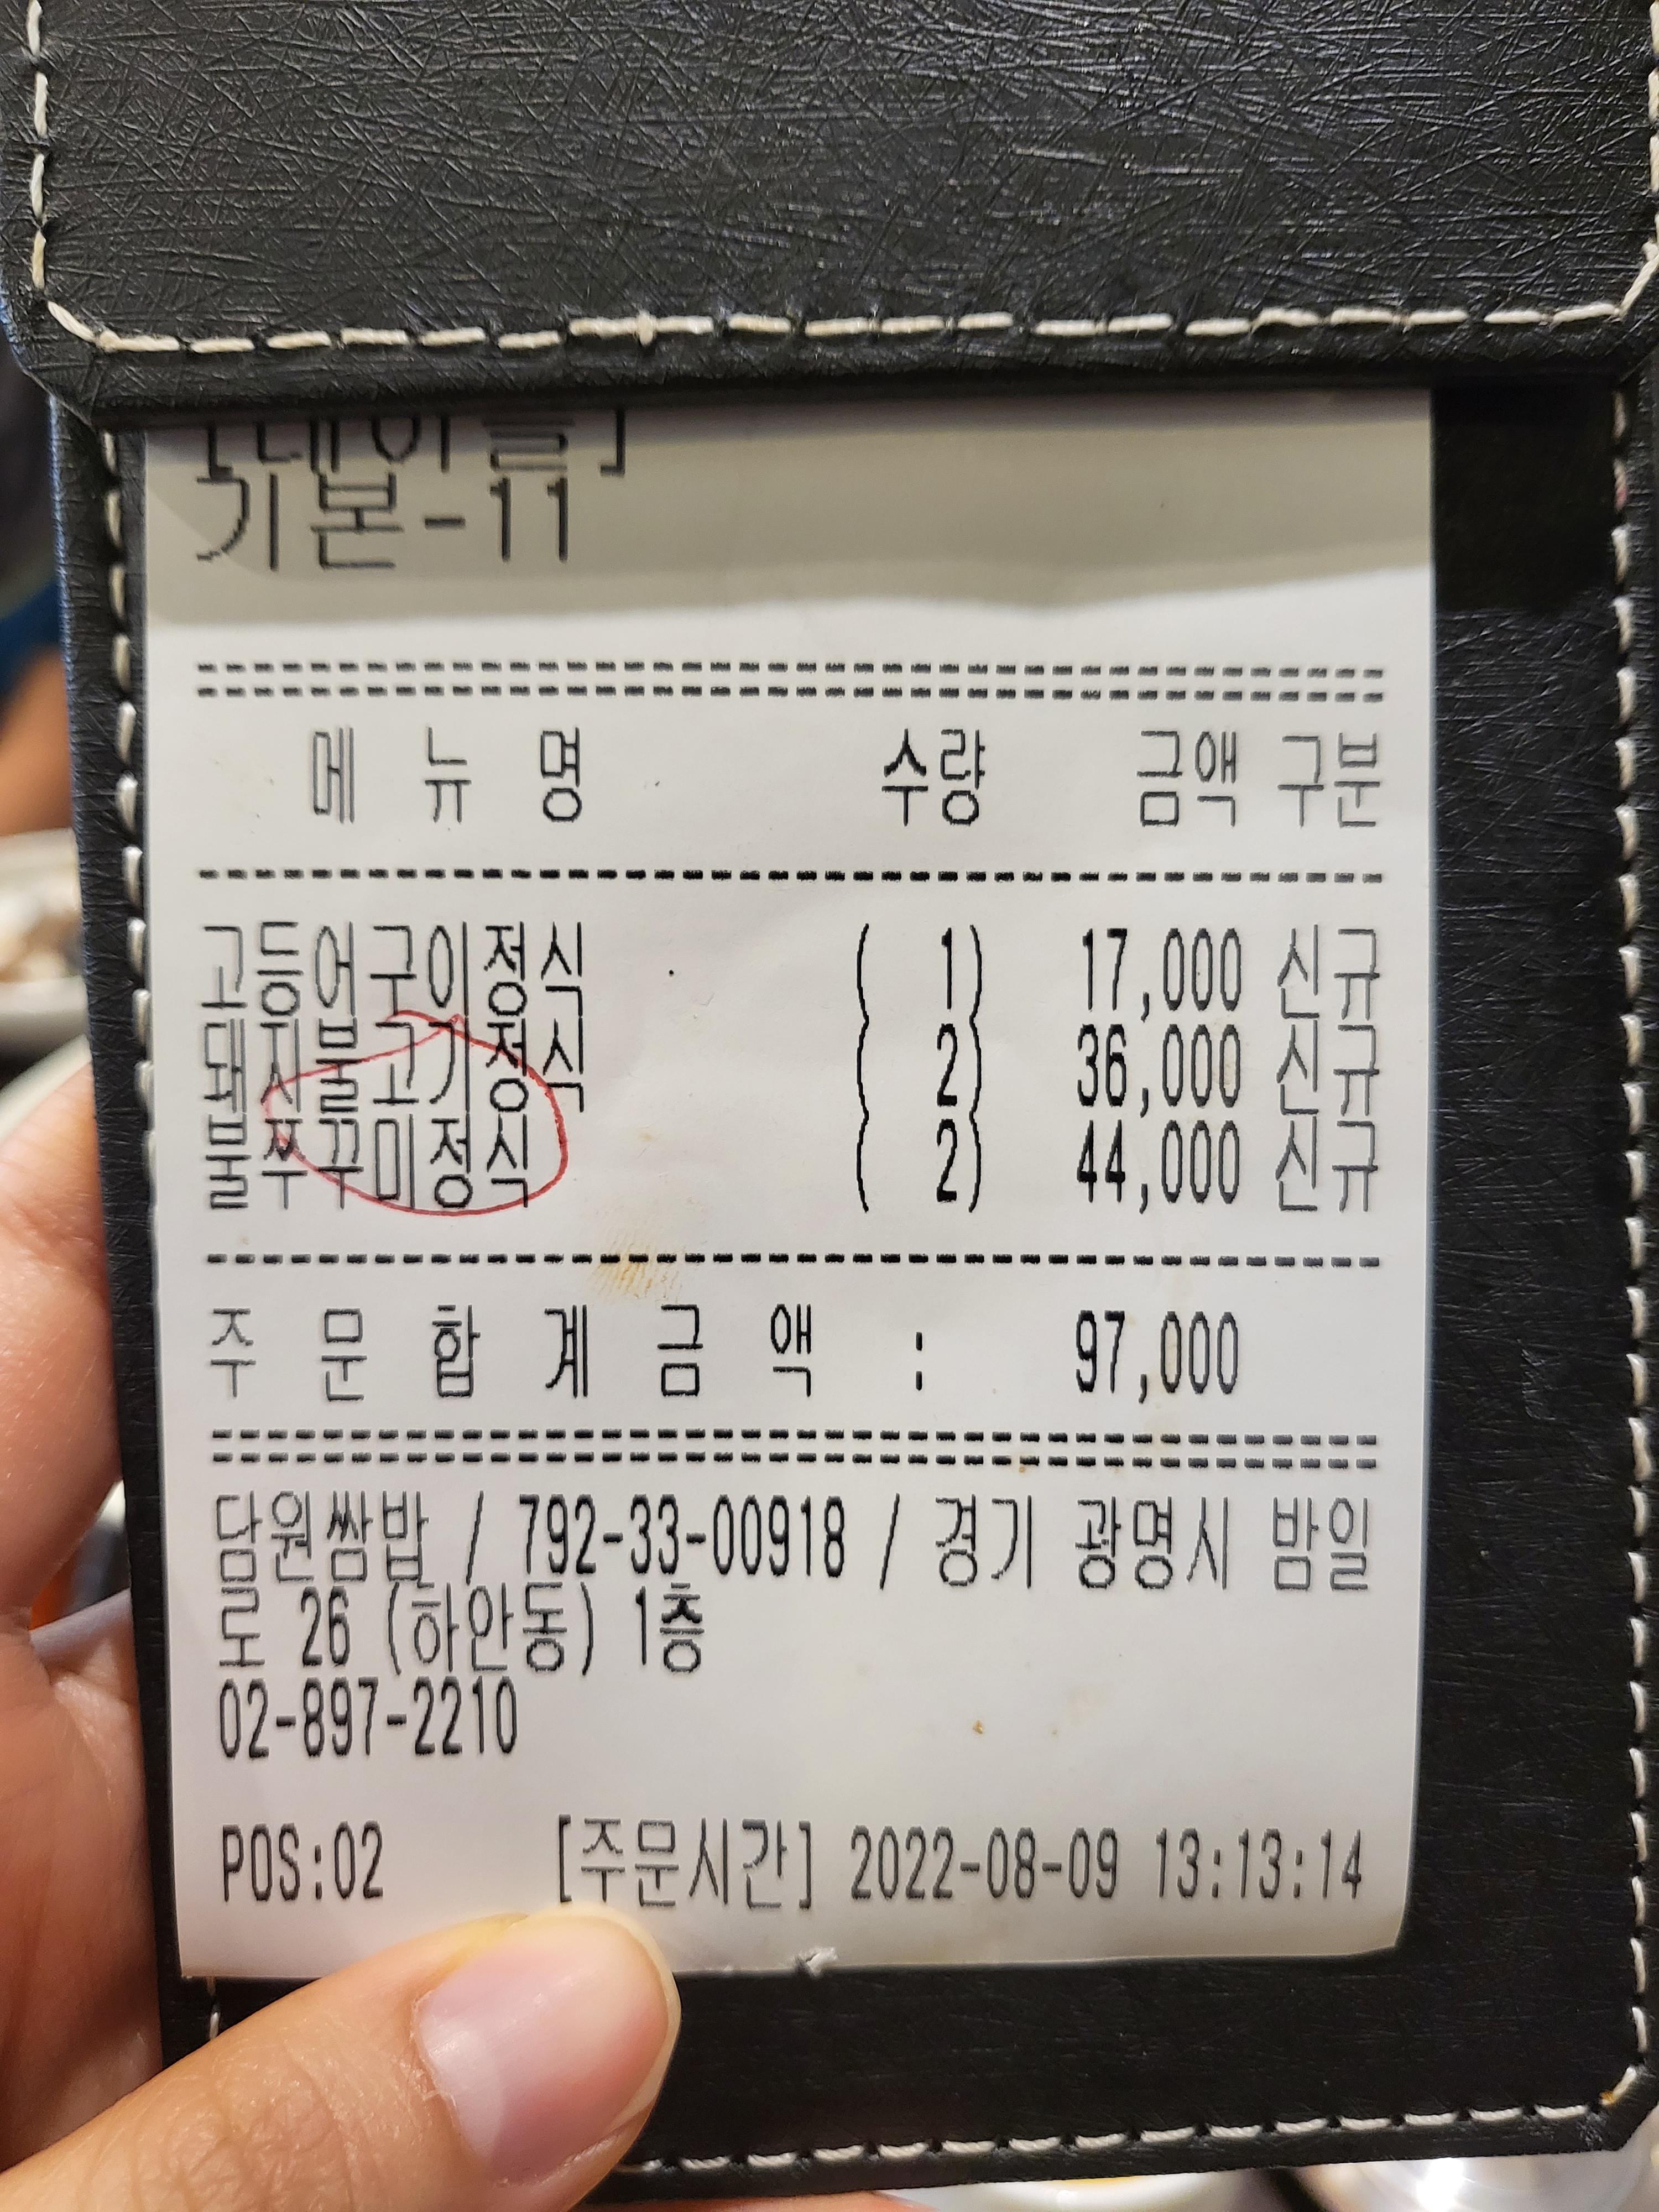 [테이블]
기본-11
메 뉴 명 수량 금액 구분
고등어구이정식 ( 1) 17,000 신규
돼지불고기정식 ( 2) 36,000 신규
불쭈꾸미정식 ( 2) 44,000 신규
주 문 합 계 금 액 : 97,000
담원쌈밥 / 792-33-00918 / 경기 광명시 밤일
로 26 (하안동) 1층
02-897-2210
POS:02 [주문시간] 2022-08-09 13:13:14